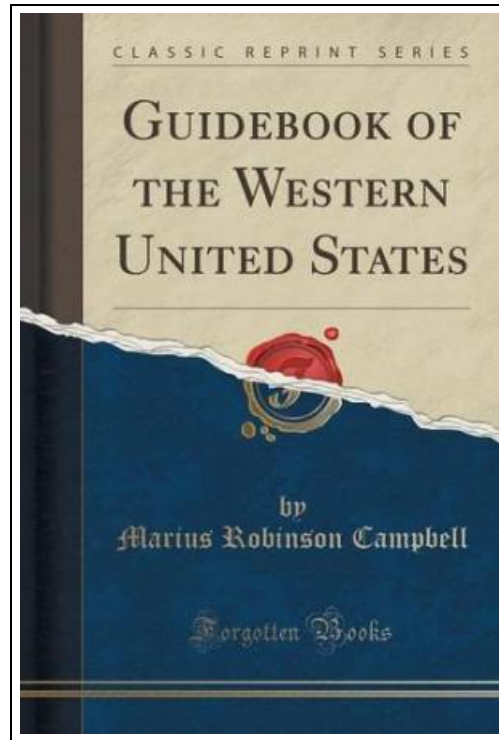 CLASSIC REPRINT SERIES
GUIDEBOOK OF
THE WESTERN
UNITED STATES
by
Marius Robinson Campbell
Forgotten Books